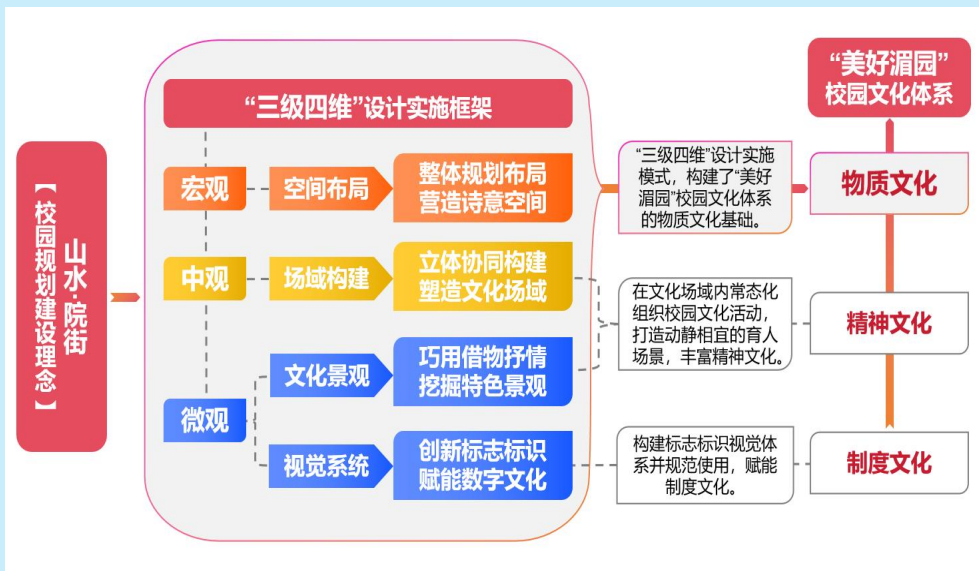 山水·院街
【校园规划建设理念】
“三级四维”设计实施框架
宏观
空间布局
整体规划布局
营造诗意空间
中观
场域构建
立体协同构建
塑造文化场域
微观
文化景观
巧用借物抒情
挖掘特色景观
视觉系统
创新标志标识
赋能数字文化
“三级四维”设计实施
模式，构建了“美好
湄园”校园文化体系
的物质文化基础。
在文化场域内常态化
组织校园文化活动，
打造动静相宜的育人
场景，丰富精神文化。
构建标志标识视觉体
系并规范使用，赋能
制度文化。
“美好湄园”
校园文化体系
物质文化
精神文化
制度文化